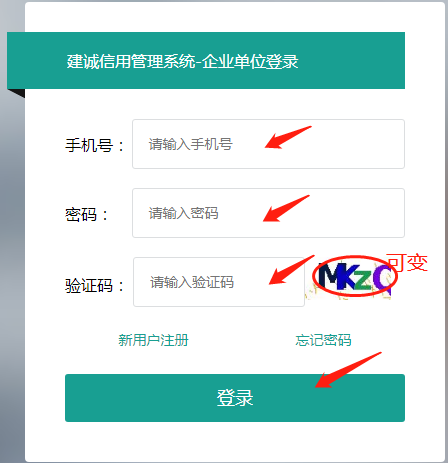 建诚信用管理系统-企业单位登录
手机号： 请输入手机号
密码： 请输入密码
验证码： 请输入验证码 MKzQ 可变
新用户注册 忘记密码
登录